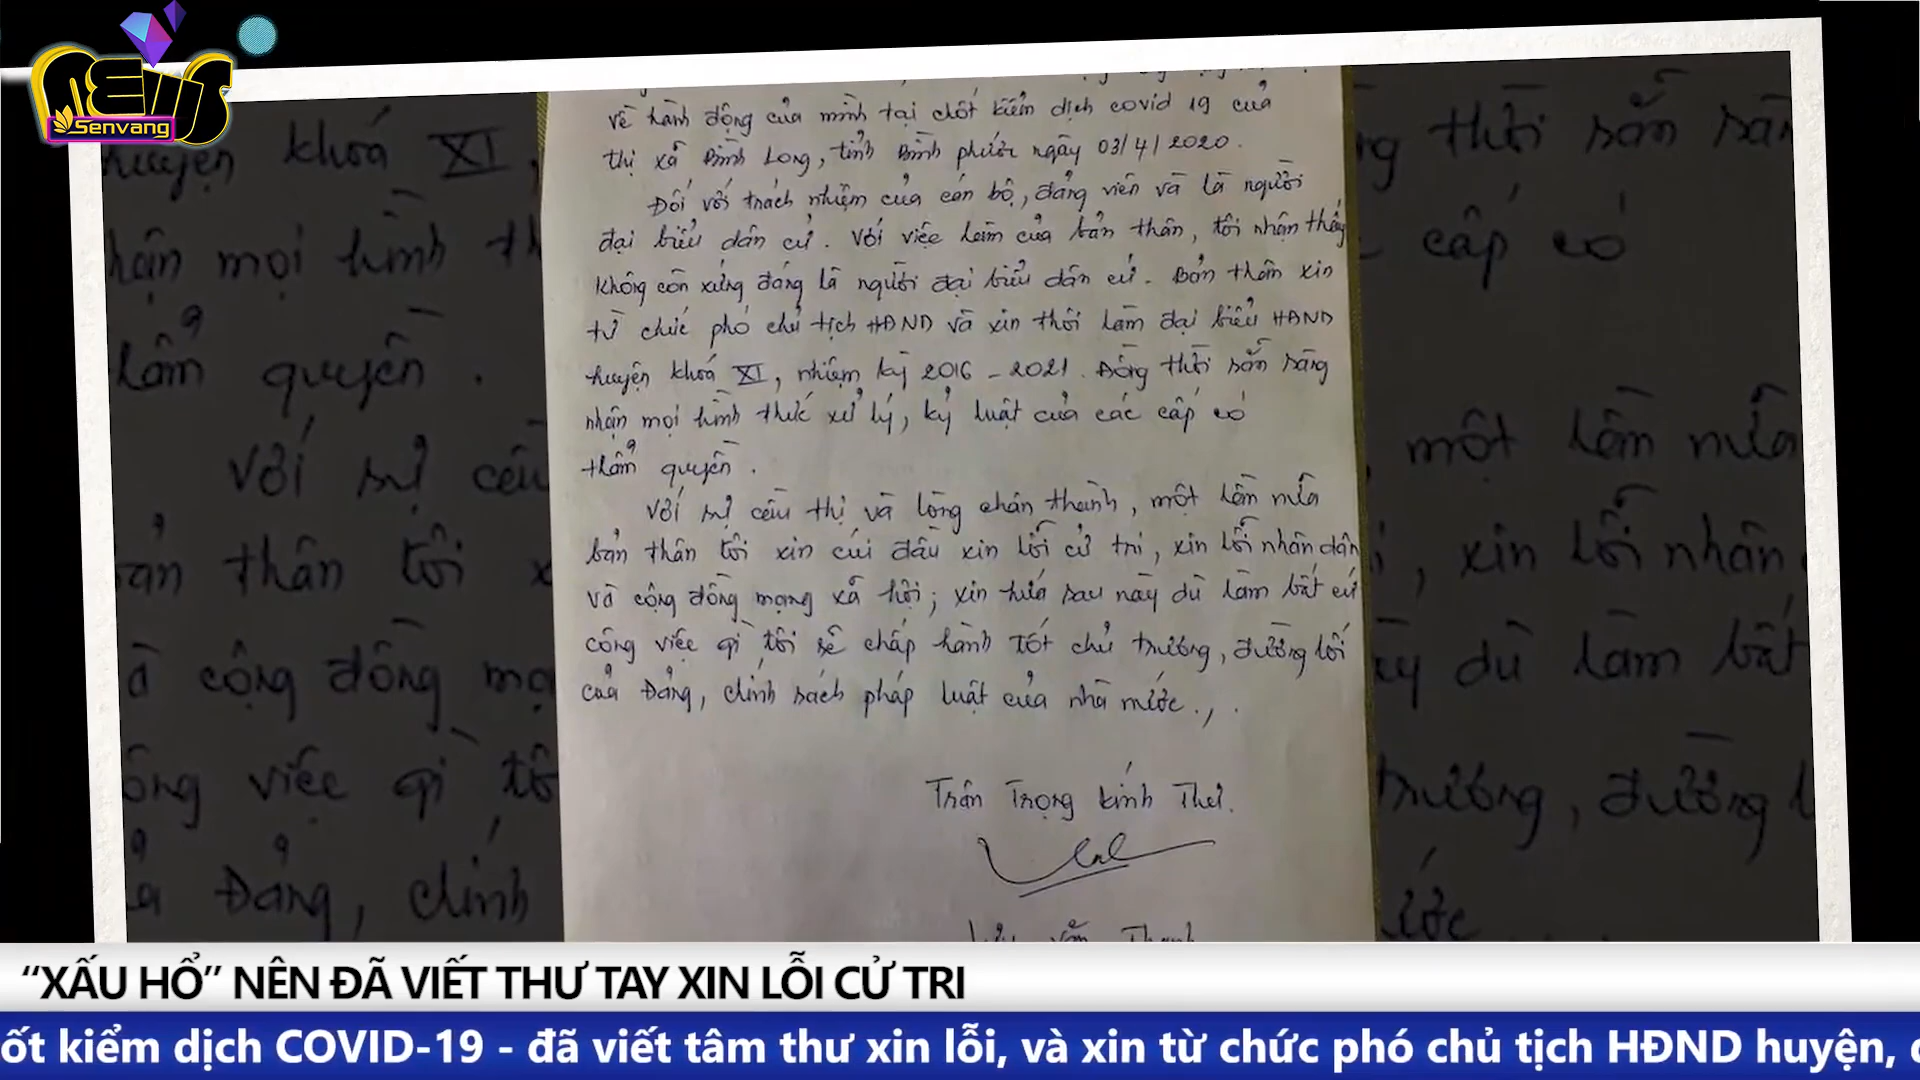 NEWS
Senvang
về hành động của mình tại chốt kiểm dịch covid 19 của
thị xã Bình Long, tỉnh Bình phước ngày 03/4/2020.
Đối với trách nhiệm của cán bộ, đảng viên và là người
đại biểu dân cử. Với việc làm của bản thân, tôi nhận thấy
không còn xứng đáng là người đại biểu dân cử. Bản thân xin
từ chức phó chủ tịch HĐND và xin thôi làm đại biểu HĐND
huyện khoá XI, nhiệm kỳ 2016 - 2021. Đồng thời sẵn sàng
nhận mọi hình thức xử lý, kỷ luật của các cấp có
thẩm quyền.
Với sự cầu thị và lòng chân thành, một lần nữa
bản thân tôi xin cúi đầu xin lỗi cử tri, xin lỗi nhân dân
và cộng đồng mạng xã hội; xin hứa sau này dù làm bất cứ
công việc gì tôi sẽ chấp hành tốt chủ trương, đường lối
của Đảng, chính sách pháp luật của nhà nước.,.
Trân Trọng kính Thư.
Lưu Văn Thanh
“XẤU HỔ” NÊN ĐÃ VIẾT THƯ TAY XIN LỖI CỬ TRI
ốt kiểm dịch COVID-19 - đã viết tâm thư xin lỗi, và xin từ chức phó chủ tịch HĐND huyện,